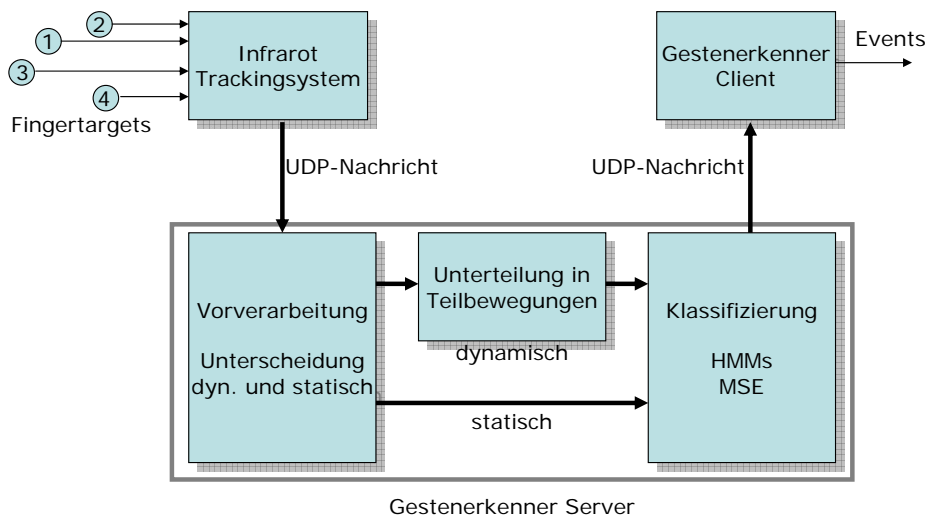 2
1
3
4
Fingertargets
Infrarot
Trackingsystem
Gestenerkenner
Client
Events
UDP-Nachricht
UDP-Nachricht
Vorverarbeitung
Unterscheidung
dyn. und statisch
Unterteilung in
Teilbewegungen
dynamisch
statisch
Klassifizierung
HMMs
MSE
Gestenerkenner Server